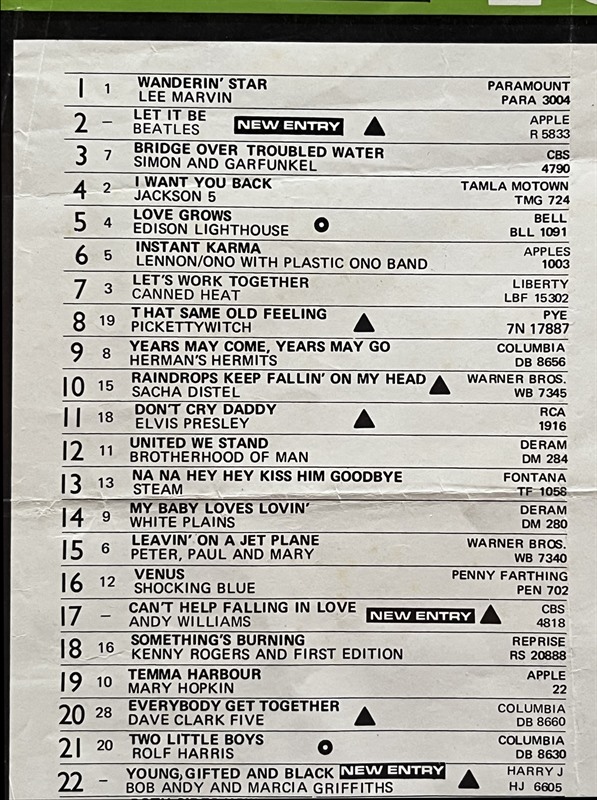 1 1 WANDERIN' STAR PARAMOUNT
LEE MARVIN PARA 3004
2 – LET IT BE APPLE
BEATLES NEW ENTRY R 5833
3 7 BRIDGE OVER TROUBLED WATER CBS
SIMON AND GARFUNKEL 4790
4 2 I WANT YOU BACK TAMLA MOTOWN
JACKSON 5 TMG 724
5 4 LOVE GROWS BELL
EDISON LIGHTHOUSE BLL 1091
6 5 INSTANT KARMA APPLES
LENNON/ONO WITH PLASTIC ONO BAND 1003
7 3 LET'S WORK TOGETHER LIBERTY
CANNED HEAT LBF 15302
8 19 THAT SAME OLD FEELING PYE
PICKETTYWITCH 7N 17887
9 8 YEARS MAY COME, YEARS MAY GO COLUMBIA
HERMAN'S HERMITS DB 8656
10 15 RAINDROPS KEEP FALLIN' ON MY HEAD WARNER BROS.
SACHA DISTEL WB 7345
11 18 DON'T CRY DADDY RCA
ELVIS PRESLEY 1916
12 11 UNITED WE STAND DERAM
BROTHERHOOD OF MAN DM 284
13 13 NA NA HEY HEY KISS HIM GOODBYE FONTANA
STEAM TF 1058
14 9 MY BABY LOVES LOVIN' DERAM
WHITE PLAINS DM 280
15 6 LEAVIN' ON A JET PLANE WARNER BROS.
PETER, PAUL AND MARY WB 7340
16 12 VENUS PENNY FARTHING
SHOCKING BLUE PEN 702
17 – CAN'T HELP FALLING IN LOVE NEW ENTRY CBS
ANDY WILLIAMS 4818
18 16 SOMETHING'S BURNING REPRISE
KENNY ROGERS AND FIRST EDITION RS 20888
19 10 TEMMA HARBOUR APPLE
MARY HOPKIN 22
20 28 EVERYBODY GET TOGETHER COLUMBIA
DAVE CLARK FIVE DB 8660
21 20 TWO LITTLE BOYS COLUMBIA
ROLF HARRIS DB 8630
22 – YOUNG, GIFTED AND BLACK NEW ENTRY HARRY J
BOB ANDY AND MARCIA GRIFFITHS HJ 6605